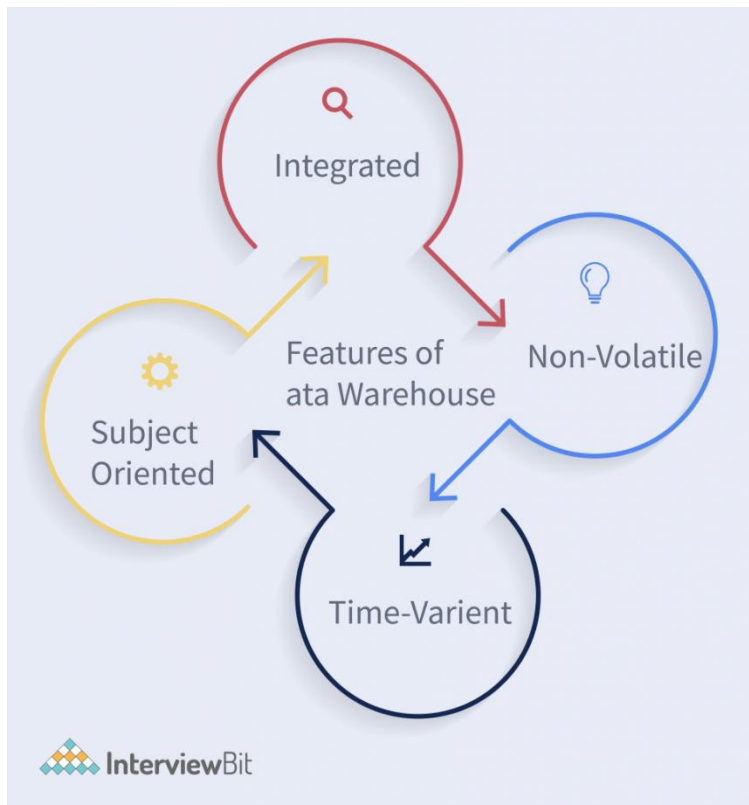 Integrated
Non-Volatile
Features of
ata Warehouse
Subject
Oriented
Time-Varient
InterviewBit